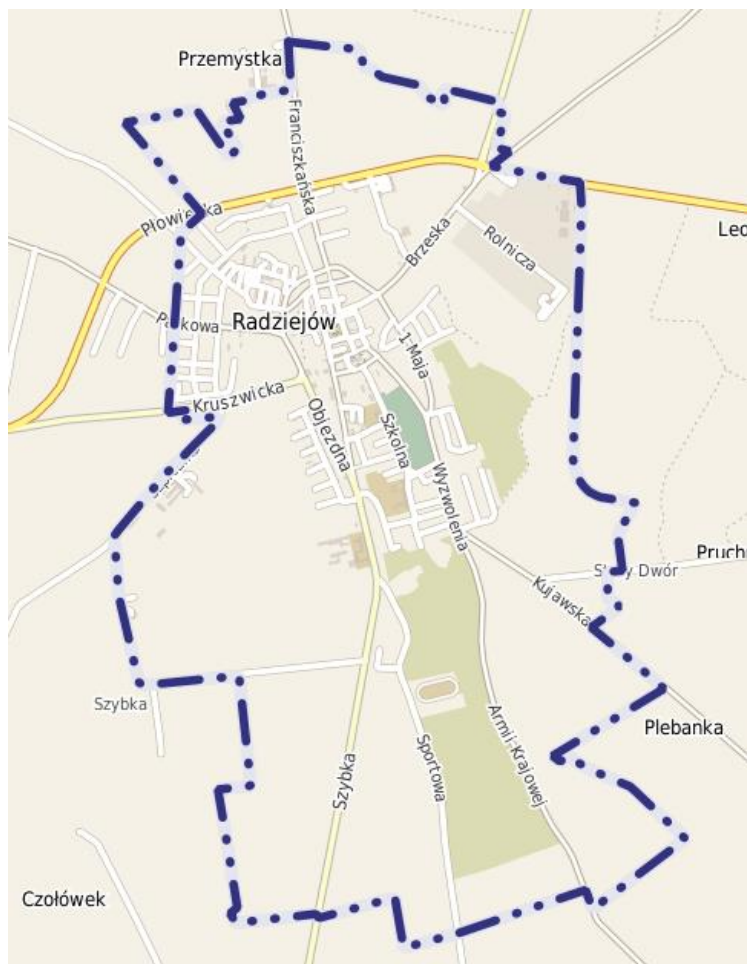 Przemystka
Franciszkańska
Płowiecka
Brzeska
Rolnicza
Radziejów
1 Maja
Kruszwicka
Objezdna
Szkolna
Wyzwolenia
Kujawska
Szybka
Plebanka
Szybka
Sportowa
Armii Krajowej
Czołówek